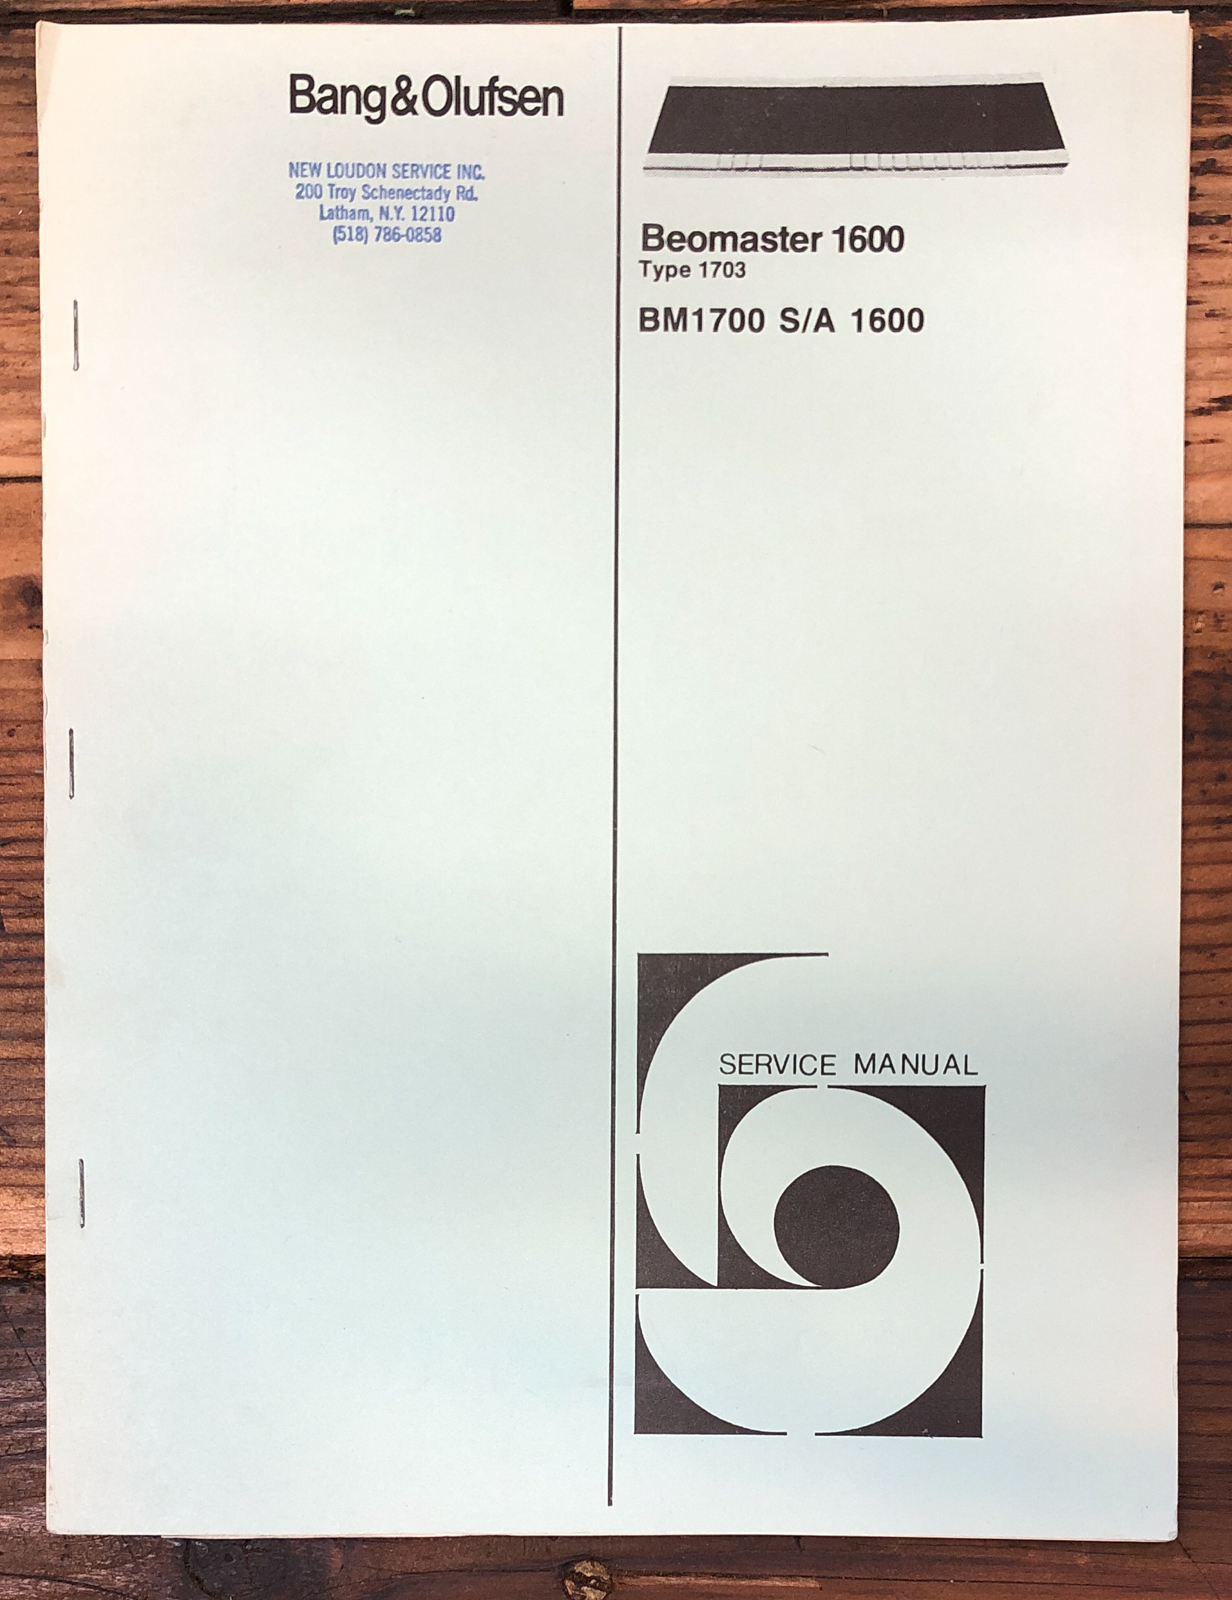 Bang&Olufsen
NEW LOUDON SERVICE INC.
200 Troy Schenectady Rd.
Latham, N.Y. 12110
(518) 786-0858
Beomaster 1600
Type 1703
BM1700 S/A 1600
SERVICE MANUAL